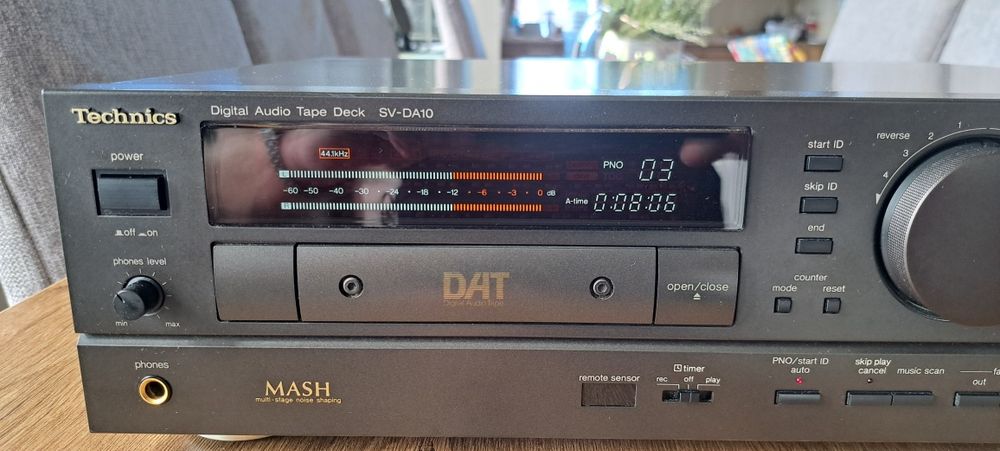 Technics
Digital Audio Tape Deck SV-DA10
power
off on
phones level
min max
phones
44.1kHz
L
-60 -50 -40 -30 -24 -18 -12 -6 -3 0 dB
R
PNO 03
A-time 0:08:06
DAT
Digital Audio Tape
open/close
start ID
skip ID
end
counter
mode reset
reverse
4 3 2 1
MASH
multi-stage noise shaping
remote sensor
timer
rec off play
PNO/start ID
auto
skip play
cancel
music scan
out